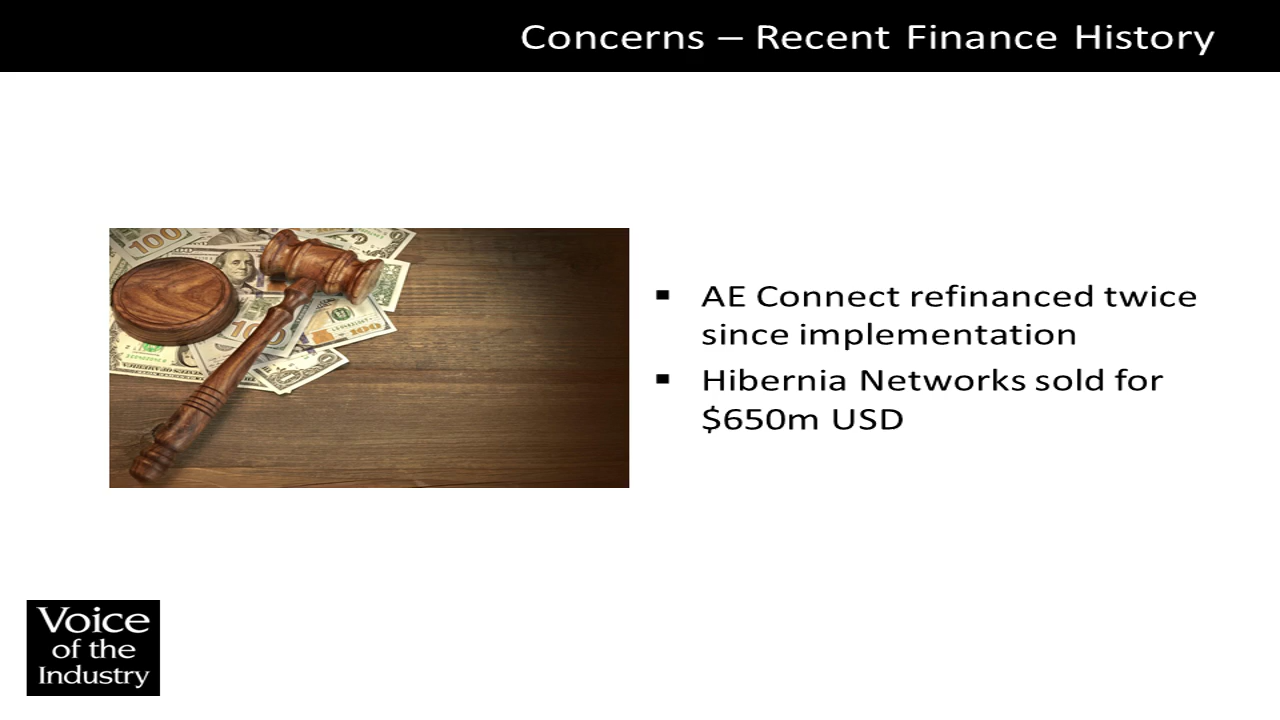 Concerns – Recent Finance History
▪ AE Connect refinanced twice
since implementation
▪ Hibernia Networks sold for
$650m USD
Voice
of the
Industry